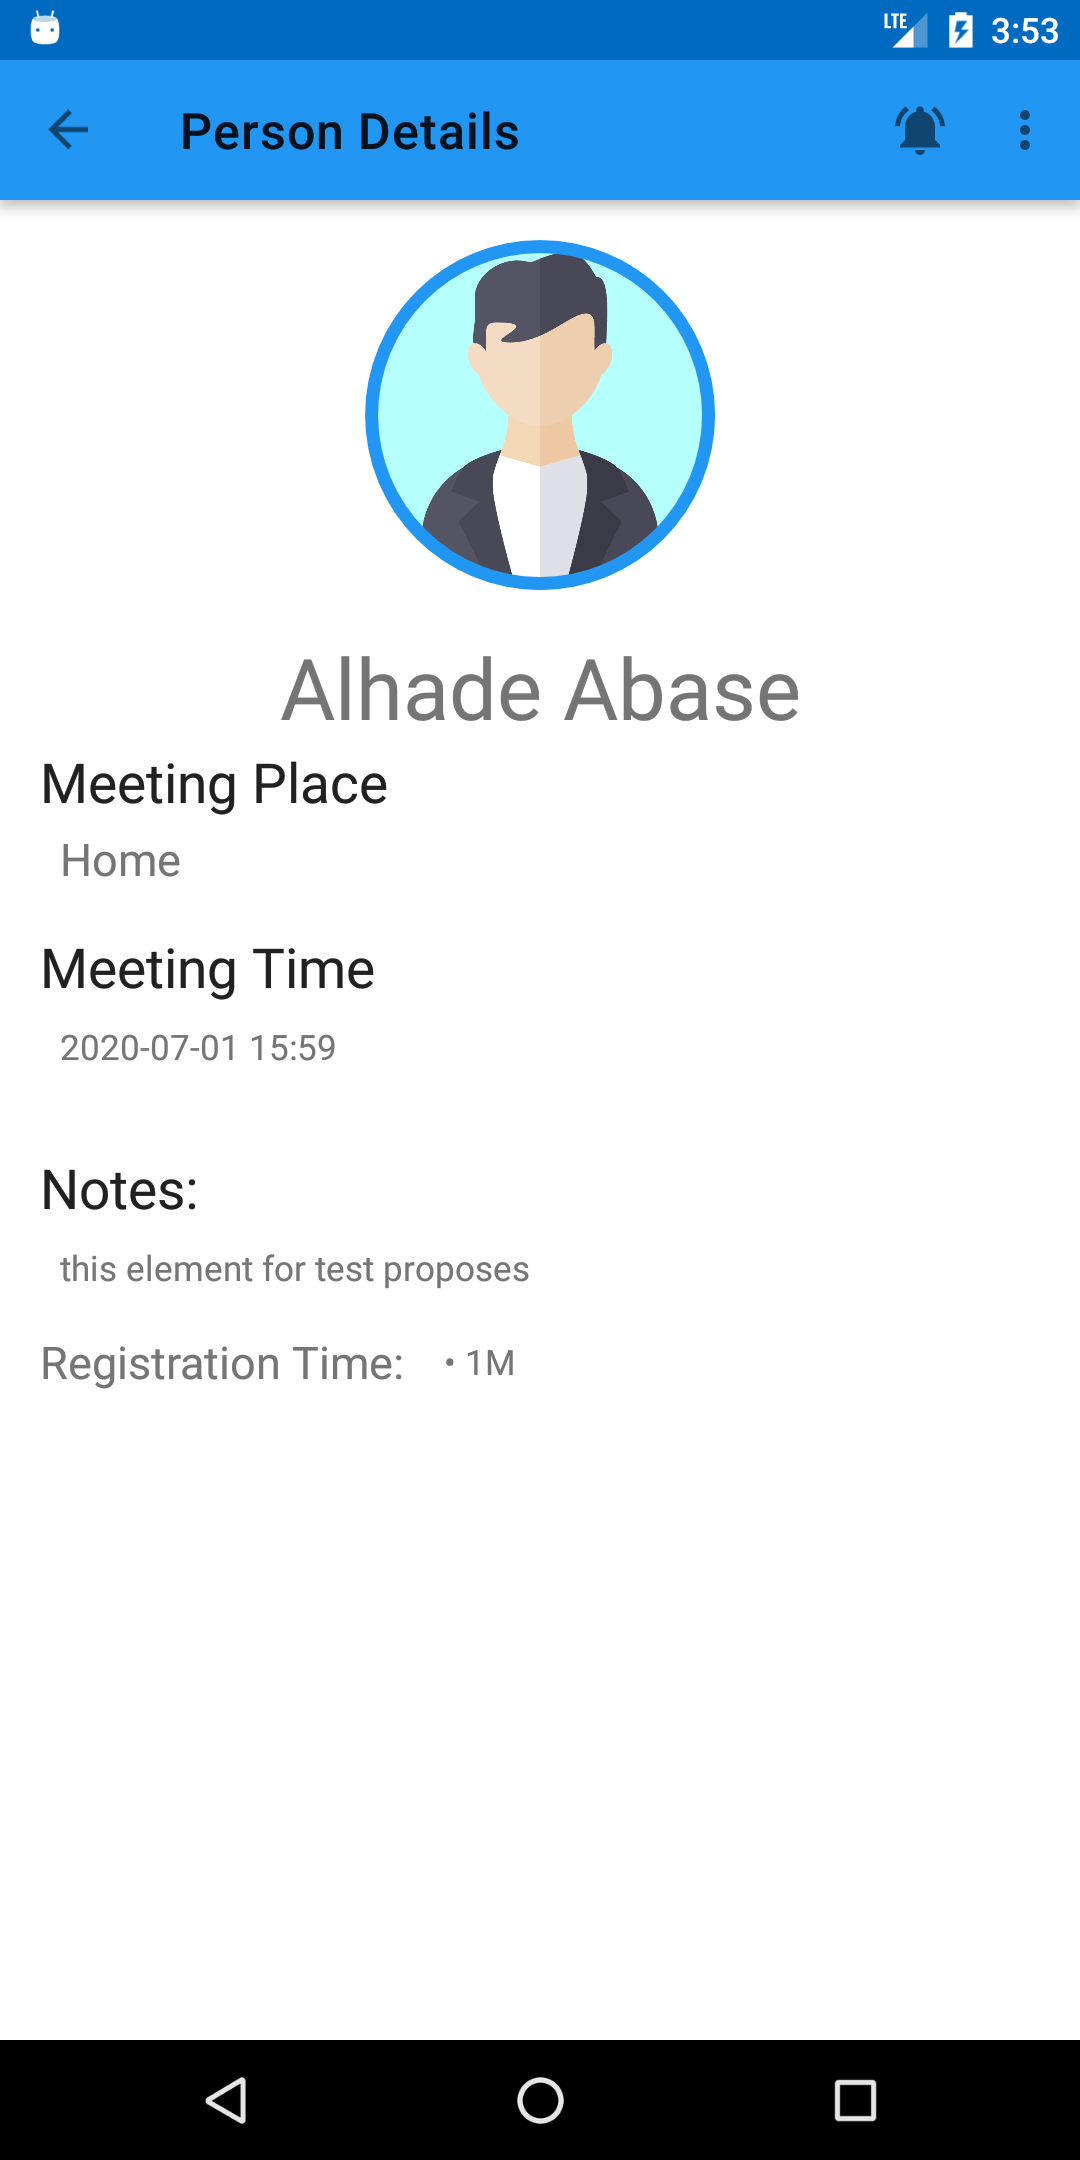 LTE 3:53
Person Details
Alhade Abase
Meeting Place
Home
Meeting Time
2020-07-01 15:59
Notes:
this element for test proposes
Registration Time: • 1M